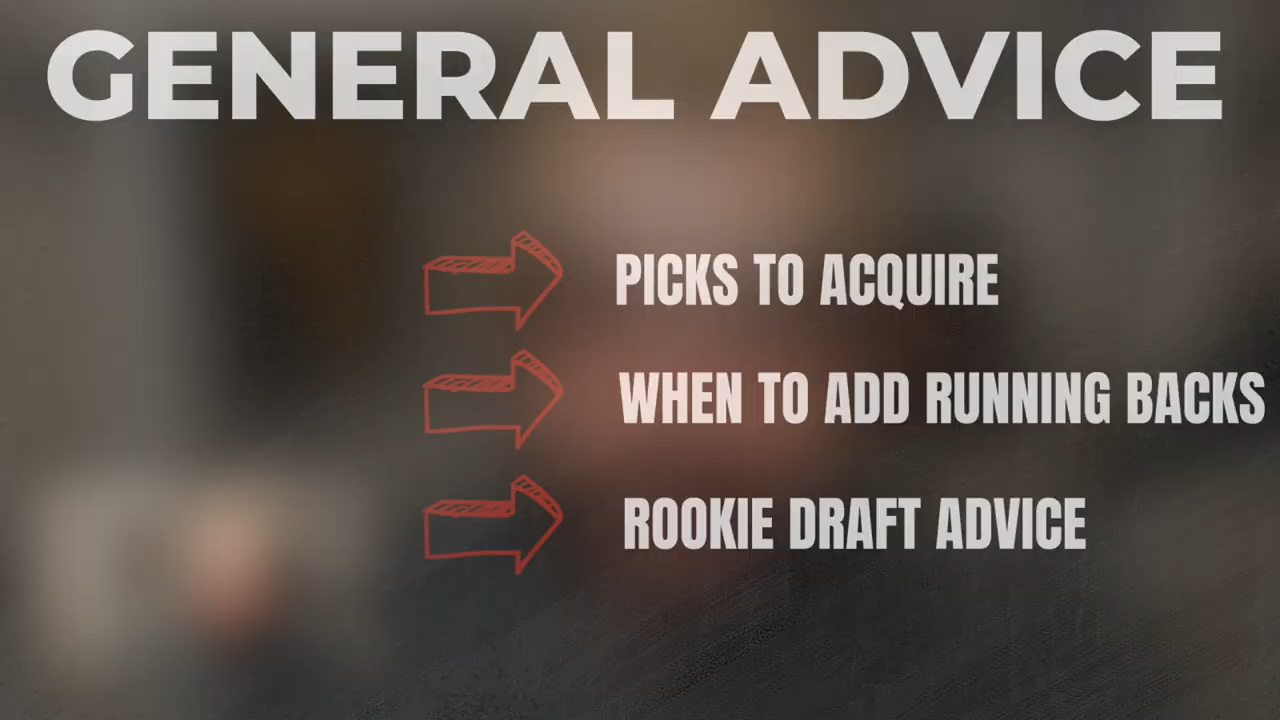 GENERAL ADVICE
PICKS TO ACQUIRE
WHEN TO ADD RUNNING BACKS
ROOKIE DRAFT ADVICE